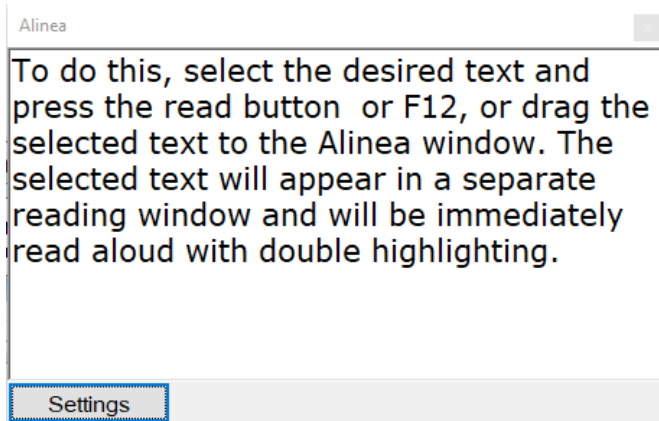 Alinea
x
To do this, select the desired text and
press the read button  or F12, or drag the
selected text to the Alinea window. The
selected text will appear in a separate
reading window and will be immediately
read aloud with double highlighting.
Settings